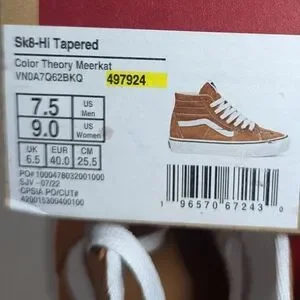 Sk8-Hi Tapered
Color Theory Meerkat
VN0A7Q62BKQ 497924
7.5 US Men
9.0 US Women
UK 6.5 EUR 40.0 CM 25.5
PO#1000478032001000
SJV - 07/22
CPSIA PO/CUT#
420015300400100
1 96570 67243 0